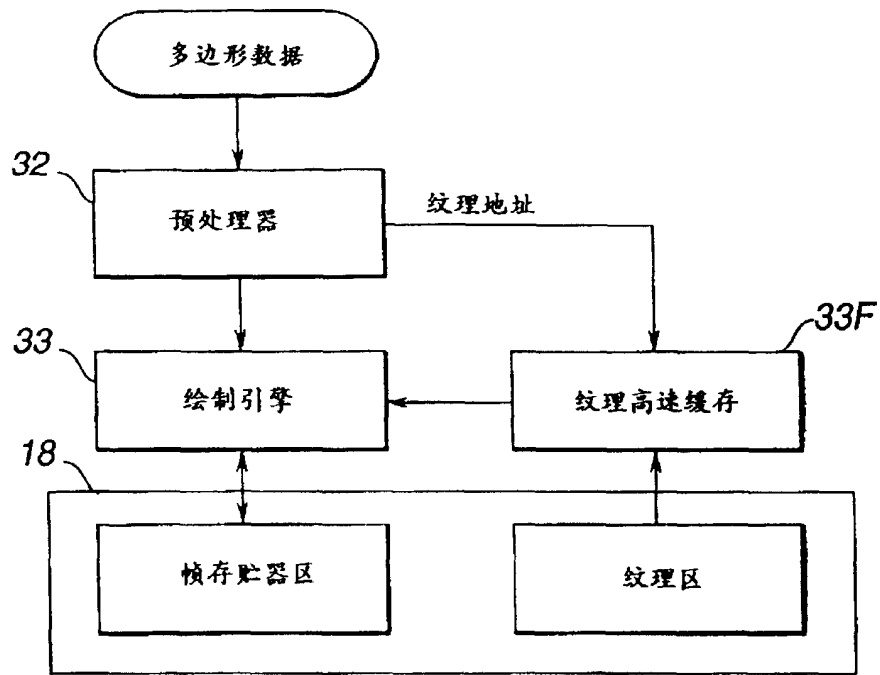 多边形数据
32
预处理器
纹理地址
33
绘制引擎
33F
纹理高速缓存
18
帧存贮器区
纹理区